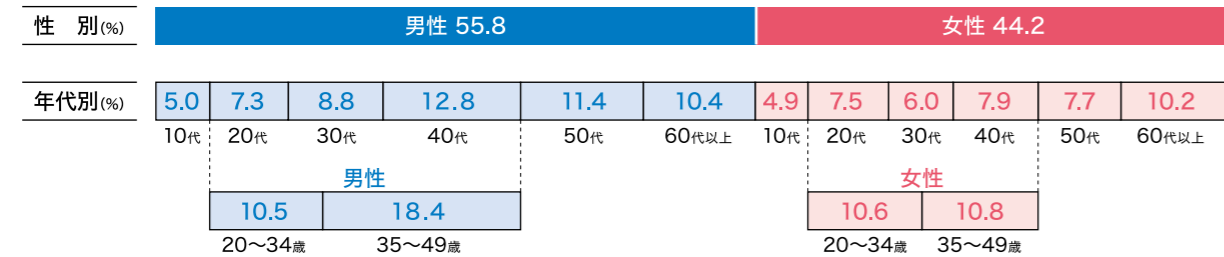 性 別(%) 男性 55.8 女性 44.2
年代別(%) 5.0 7.3 8.8 12.8 11.4 10.4 4.9 7.5 6.0 7.9 7.7 10.2
10代 20代 30代 40代 50代 60代以上 10代 20代 30代 40代 50代 60代以上
男性 女性
10.5 18.4 10.6 10.8
20〜34歳 35〜49歳 20〜34歳 35〜49歳